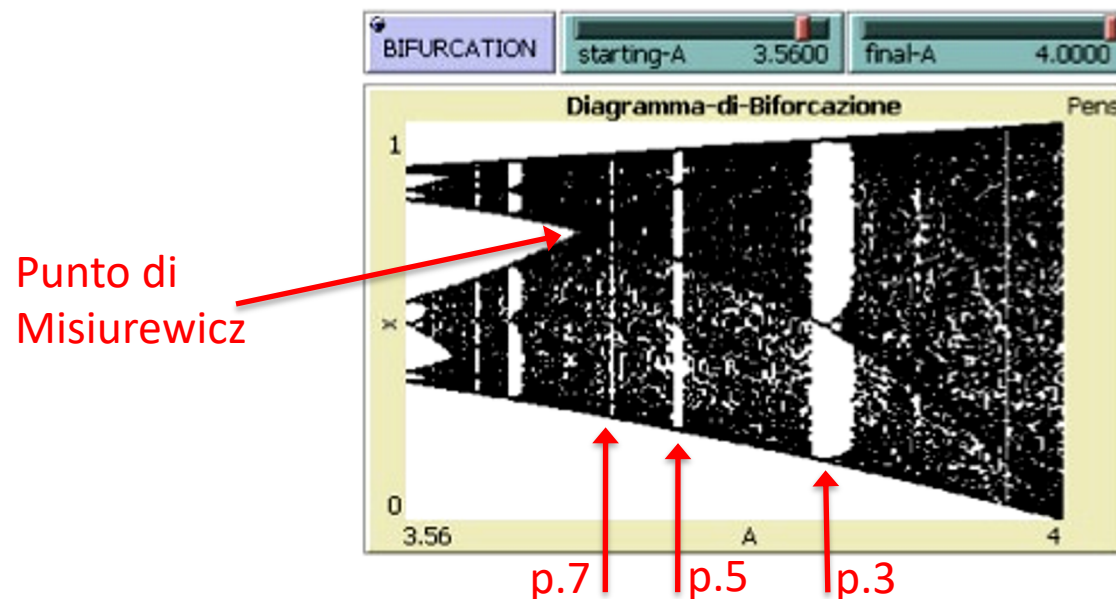 BIFURCATION
starting-A 3.5600
final-A 4.0000
Diagramma-di-Biforcazione
Pens
1
x
0
3.56
A
4
Punto di
Misiurewicz
p.7
p.5
p.3